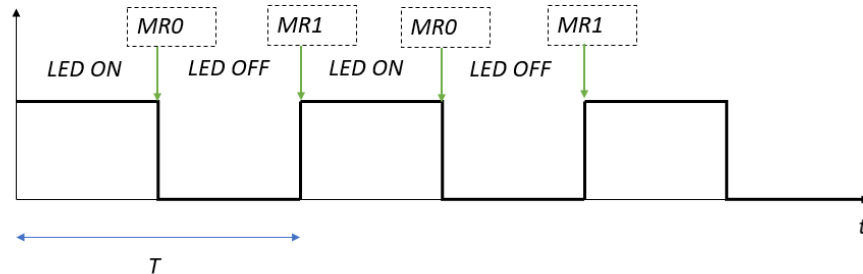 MR0 MR1 MR0 MR1
LED ON LED OFF LED ON LED OFF
t
T